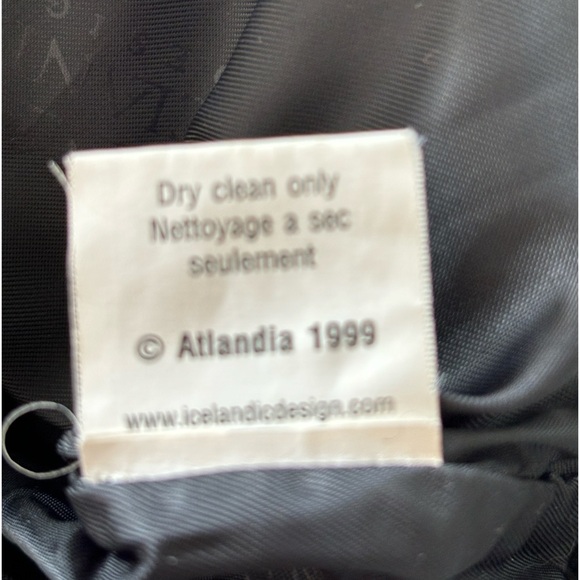 Dry clean only
Nettoyage a sec
seulement
© Atlandia 1999
www.icelandicdesign.com